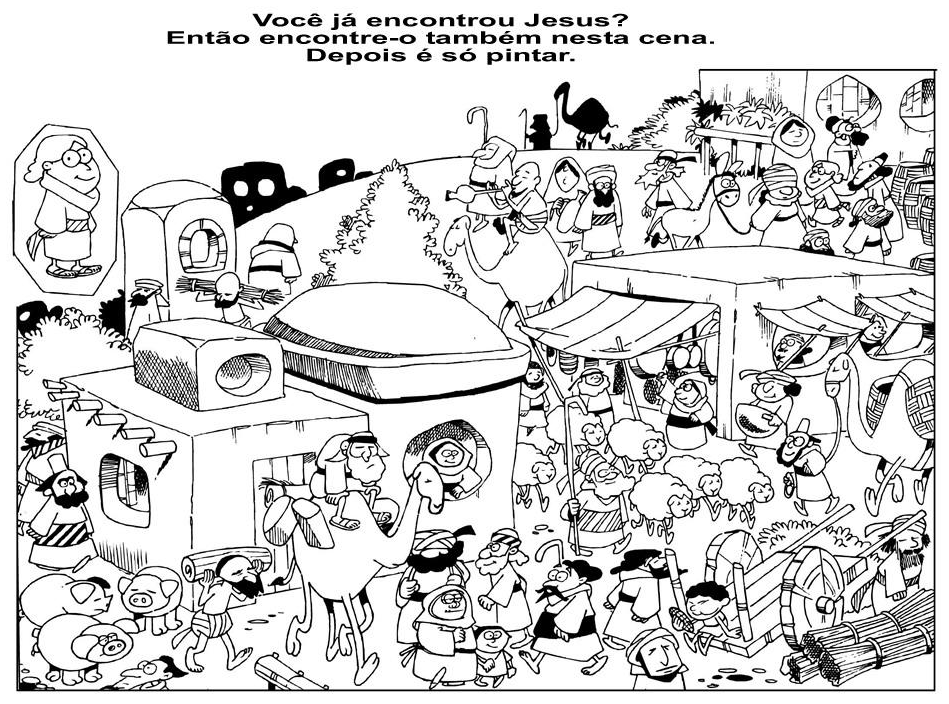 Você já encontrou Jesus?
Então encontre-o também nesta cena.
Depois é só pintar.